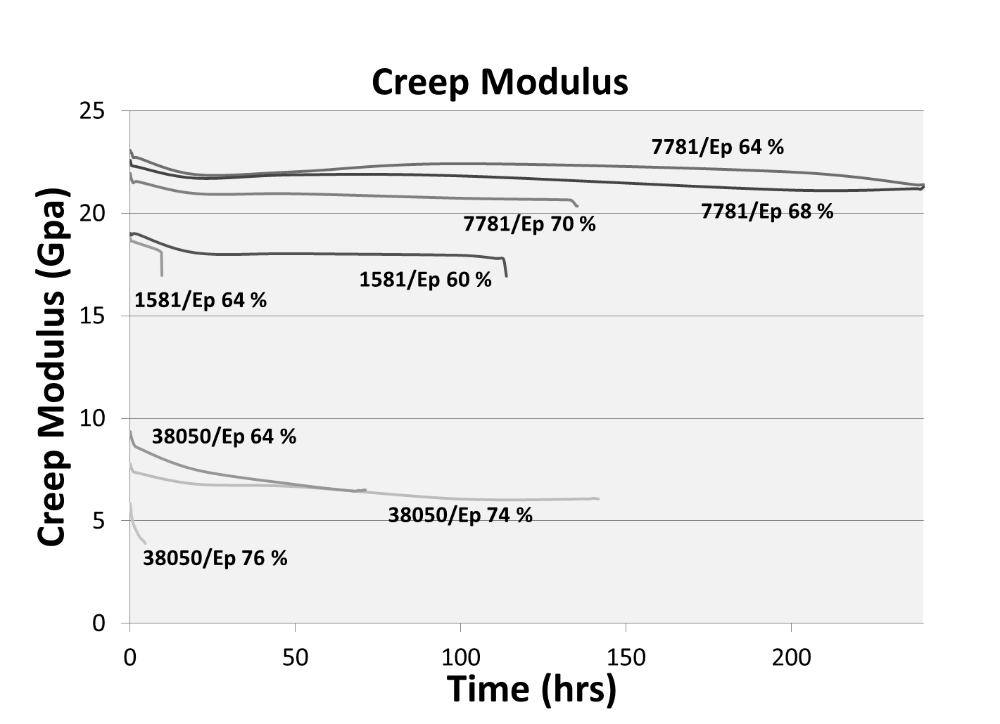 Creep Modulus
Creep Modulus (Gpa)
25
20
15
10
5
0
7781/Ep 64 %
7781/Ep 68 %
7781/Ep 70 %
1581/Ep 60 %
1581/Ep 64 %
38050/Ep 64 %
38050/Ep 74 %
38050/Ep 76 %
0 50 100 150 200
Time (hrs)